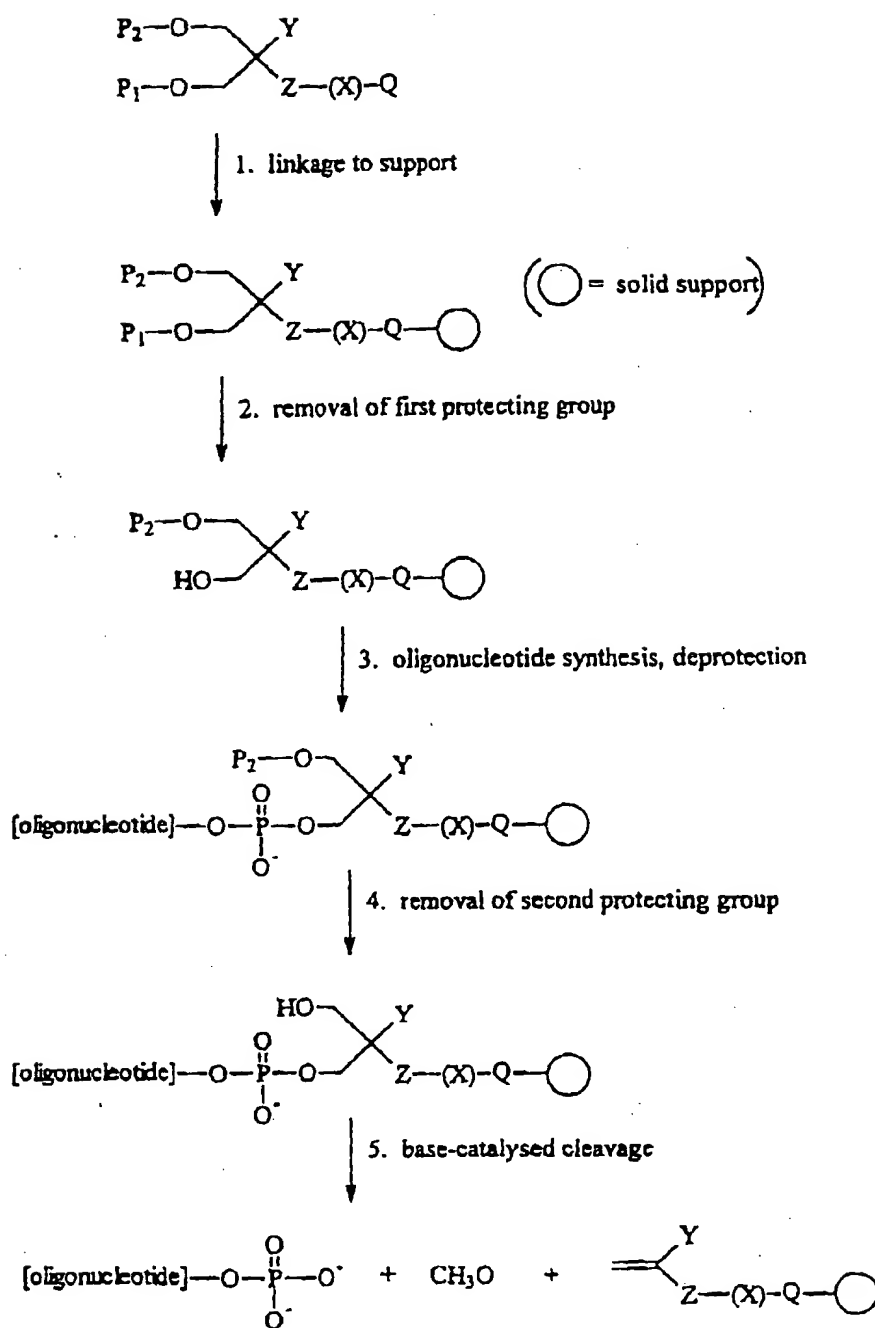 P₂—O Y
P₁—O Z—(X)—Q
1. linkage to support
P₂—O Y (◯= solid support)
P₁—O Z—(X)—Q
2. removal of first protecting group
P₂—O Y
HO Z—(X)—Q
3. oligonucleotide synthesis, deprotection
P₂—O Y
O
[oligonucleotide]—O—P—O Z—(X)—Q
O⁻
4. removal of second protecting group
HO Y
O
[oligonucleotide]—O—P—O Z—(X)—Q
O⁻
5. base-catalysed cleavage
O Y
[oligonucleotide]—O—P—O⁻ + CH₃O +
O⁻ Z—(X)—Q